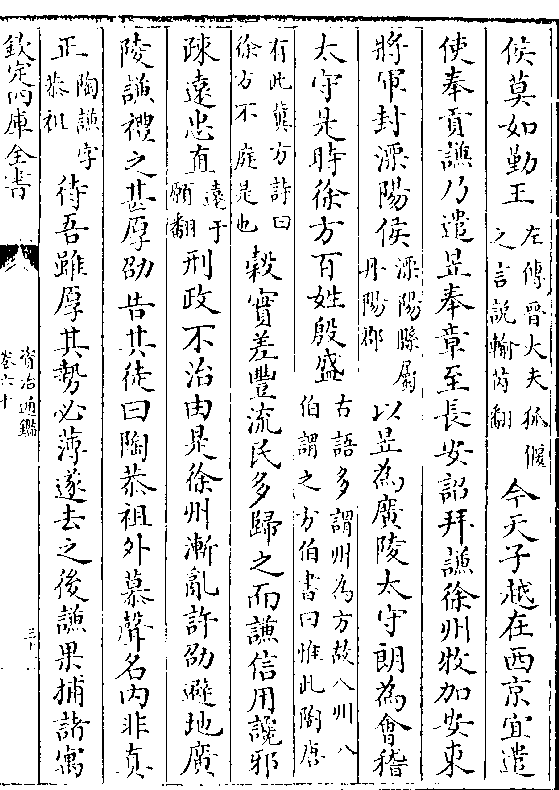 侯莫如勤王左傳晉大夫狐偃之言説輸芮翻今天子越在西京宜遣
使奉貢謙乃遣昱奉章至長安詔拜謙徐州牧加安東
將軍封溧陽侯溧陽縣屬丹陽郡以昱為廣陵太守朗為會稽
太守是時徐方百姓殷盛古語多謂州為方故八州八伯謂之方伯書曰惟此陶唐
有此冀方詩曰徐方不庭是也穀實差豐流民多歸之而謙信用讒邪
疎遠忠直遠于願翻刑政不治由是徐州漸亂許劭避地廣
陵謙禮之甚厚劭告其徒曰陶恭祖外慕聲名内非真
正陶謙字恭祖待吾雖厚其勢必薄遂去之後謙果捕諸寓
欽定四庫全書
資治通鑑
卷六十